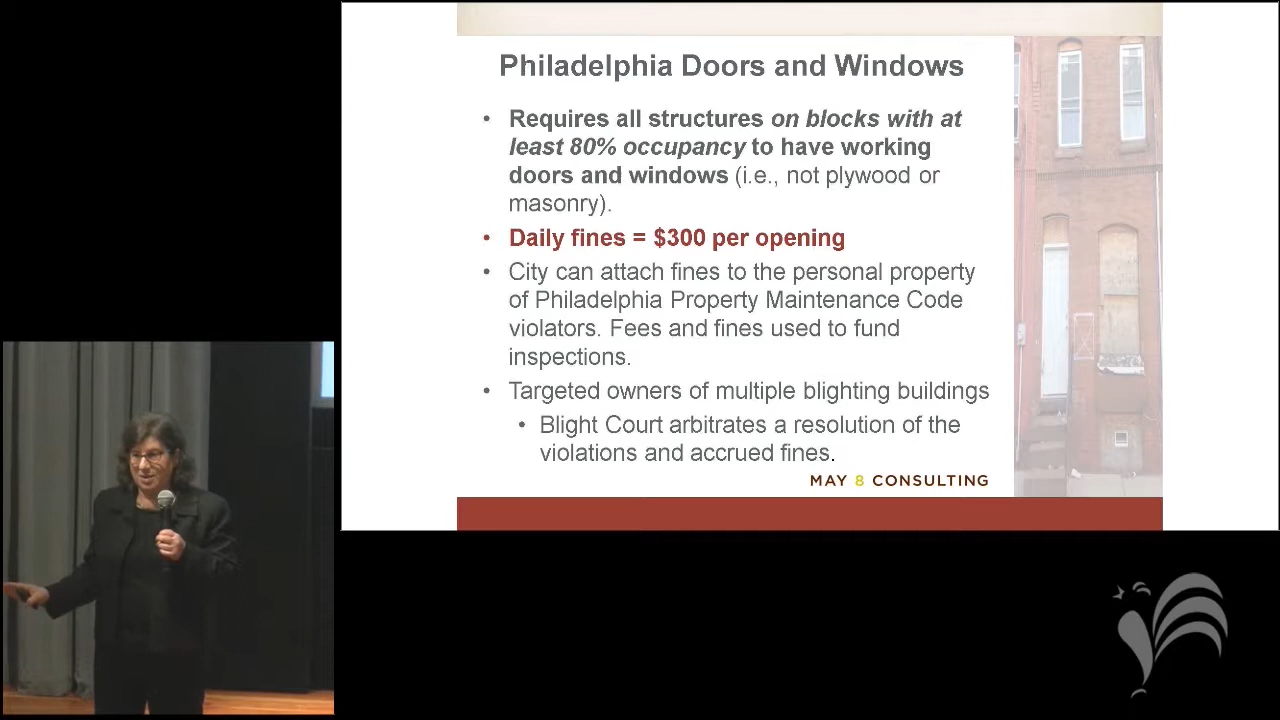 Philadelphia Doors and Windows
• Requires all structures on blocks with at
least 80% occupancy to have working
doors and windows (i.e., not plywood or
masonry).
• Daily fines = $300 per opening
• City can attach fines to the personal property
of Philadelphia Property Maintenance Code
violators. Fees and fines used to fund
inspections.
• Targeted owners of multiple blighting buildings
• Blight Court arbitrates a resolution of the
violations and accrued fines.
MAY 8 CONSULTING